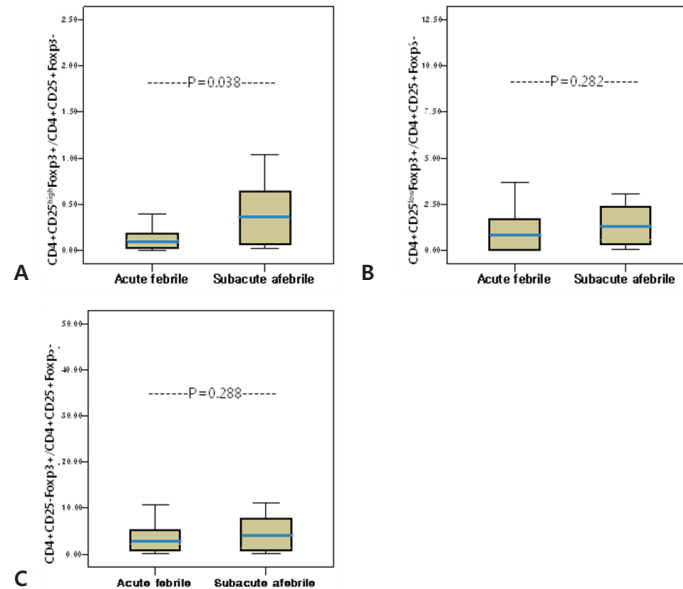 A
CD4+CD25highFoxp3+/CD4+CD25+Foxp3-
2.50
2.00
1.50
1.00
0.50
0.00
P=0.038
Acute febrile
Subacute afebrile
B
CD4+CD25lowFoxp3+/CD4+CD25+Foxp3-
12.50
10.00
7.50
5.00
2.50
0.00
P=0.282
Acute febrile
Subacute afebrile
C
CD4+CD25-Foxp3+/CD4+CD25+Foxp3-
50.00
40.00
30.00
20.00
10.00
0.00
P=0.288
Acute febrile
Subacute afebrile